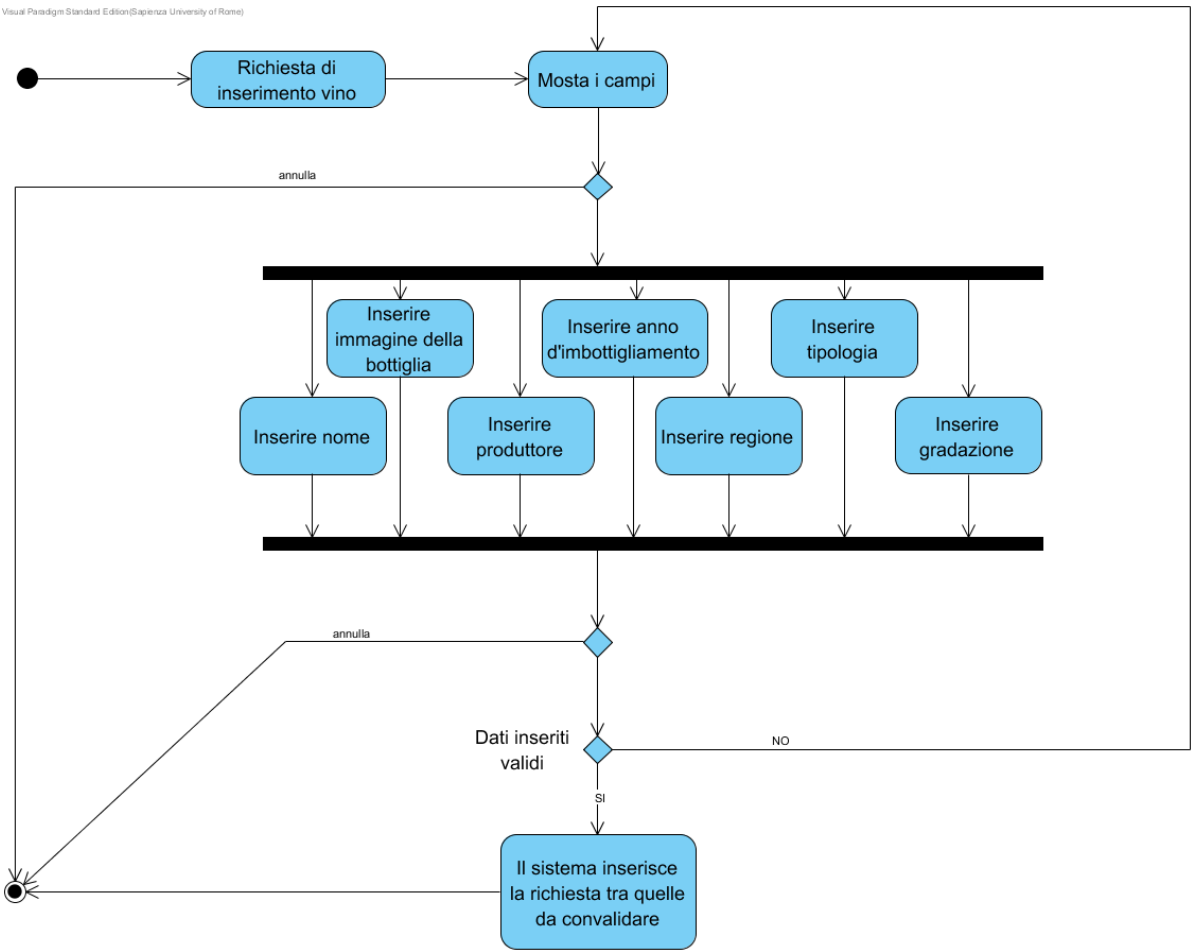 Visual Paradigm Standard Edition(Sapienza University of Rome)
Richiesta di
inserimento vino
Mosta i campi
annulla
Inserire
immagine della
bottiglia
Inserire anno
d'imbottigliamento
Inserire
tipologia
Inserire nome
Inserire
produttore
Inserire regione
Inserire
gradazione
annulla
Dati inseriti
validi
NO
SI
Il sistema inserisce
la richiesta tra quelle
da convalidare